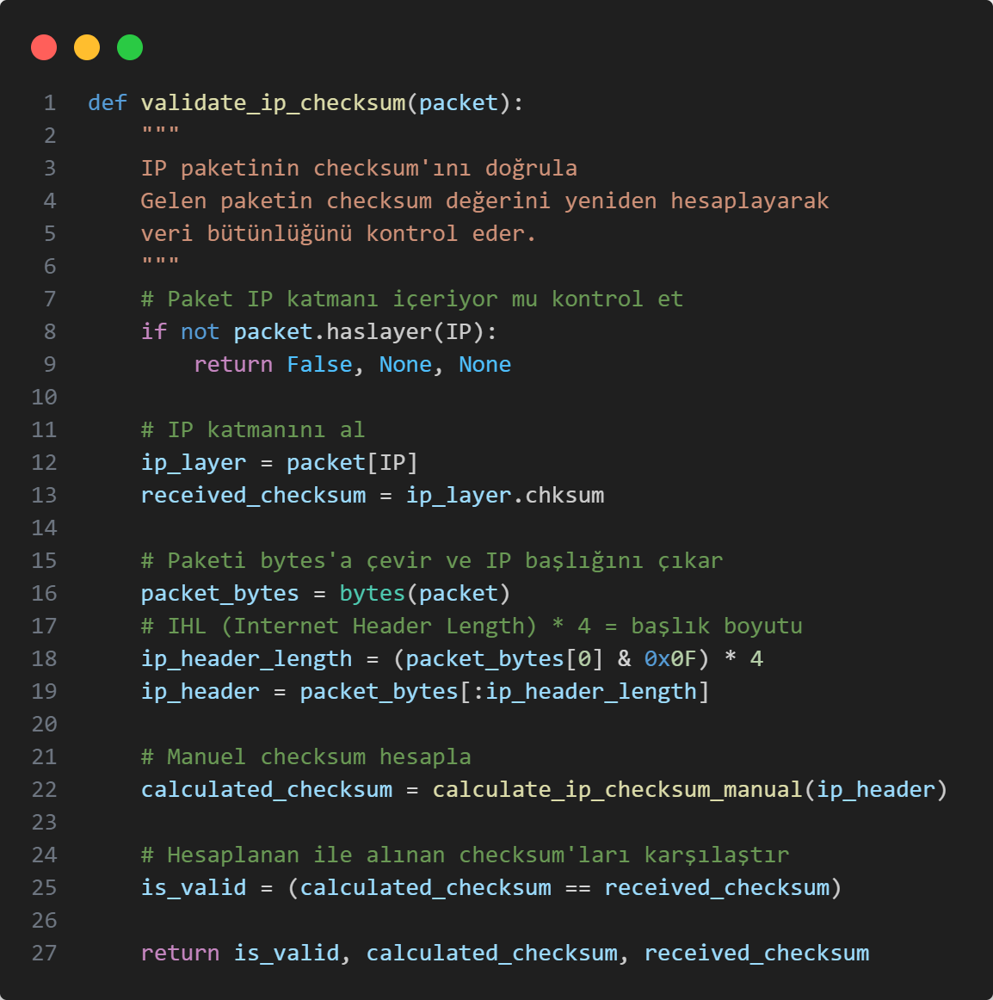 1 def validate_ip_checksum(packet):
2     """
3     IP paketinin checksum'ını doğrula
4     Gelen paketin checksum değerini yeniden hesaplayarak
5     veri bütünlüğünü kontrol eder.
6     """
7     # Paket IP katmanı içeriyor mu kontrol et
8     if not packet.haslayer(IP):
9         return False, None, None
10
11     # IP katmanını al
12     ip_layer = packet[IP]
13     received_checksum = ip_layer.chksum
14
15     # Paketi bytes'a çevir ve IP başlığını çıkar
16     packet_bytes = bytes(packet)
17     # IHL (Internet Header Length) * 4 = başlık boyutu
18     ip_header_length = (packet_bytes[0] & 0x0F) * 4
19     ip_header = packet_bytes[:ip_header_length]
20
21     # Manuel checksum hesapla
22     calculated_checksum = calculate_ip_checksum_manual(ip_header)
23
24     # Hesaplanan ile alınan checksum'ları karşılaştır
25     is_valid = (calculated_checksum == received_checksum)
26
27     return is_valid, calculated_checksum, received_checksum